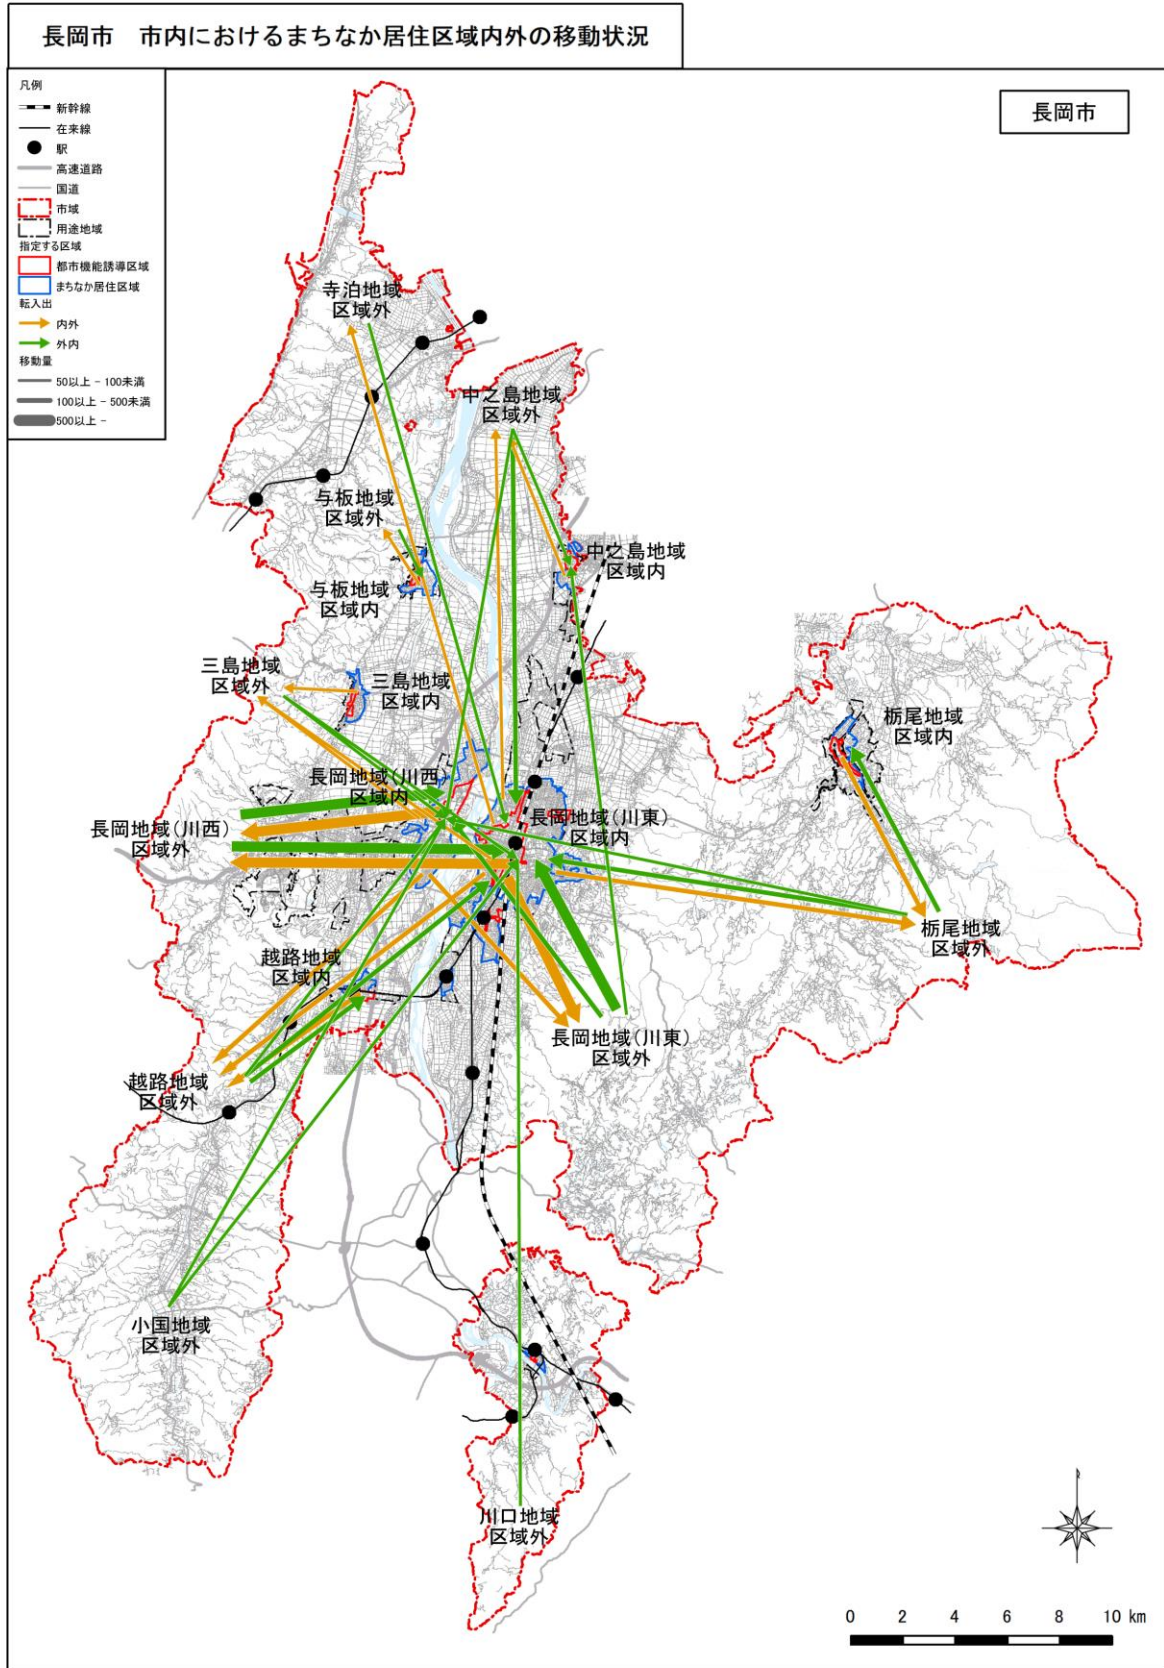 長岡市　市内におけるまちなか居住区域内外の移動状況
凡例
新幹線
在来線
駅
高速道路
国道
市域
用途地域
指定する区域
都市機能誘導区域
まちなか居住区域
転入出
内外
外内
移動量
50以上 - 100未満
100以上 - 500未満
500以上 -
長岡市
寺泊地域
区域外
中之島地域
区域外
与板地域
区域外
中之島地域
区域内
与板地域
区域内
三島地域
区域外
三島地域
区域内
栃尾地域
区域内
長岡地域(川西)
区域内
長岡地域(川西)
区域外
長岡地域(川東)
区域内
栃尾地域
区域外
越路地域
区域内
長岡地域(川東)
区域外
越路地域
区域外
小国地域
区域外
川口地域
区域外
0 2 4 6 8 10 km